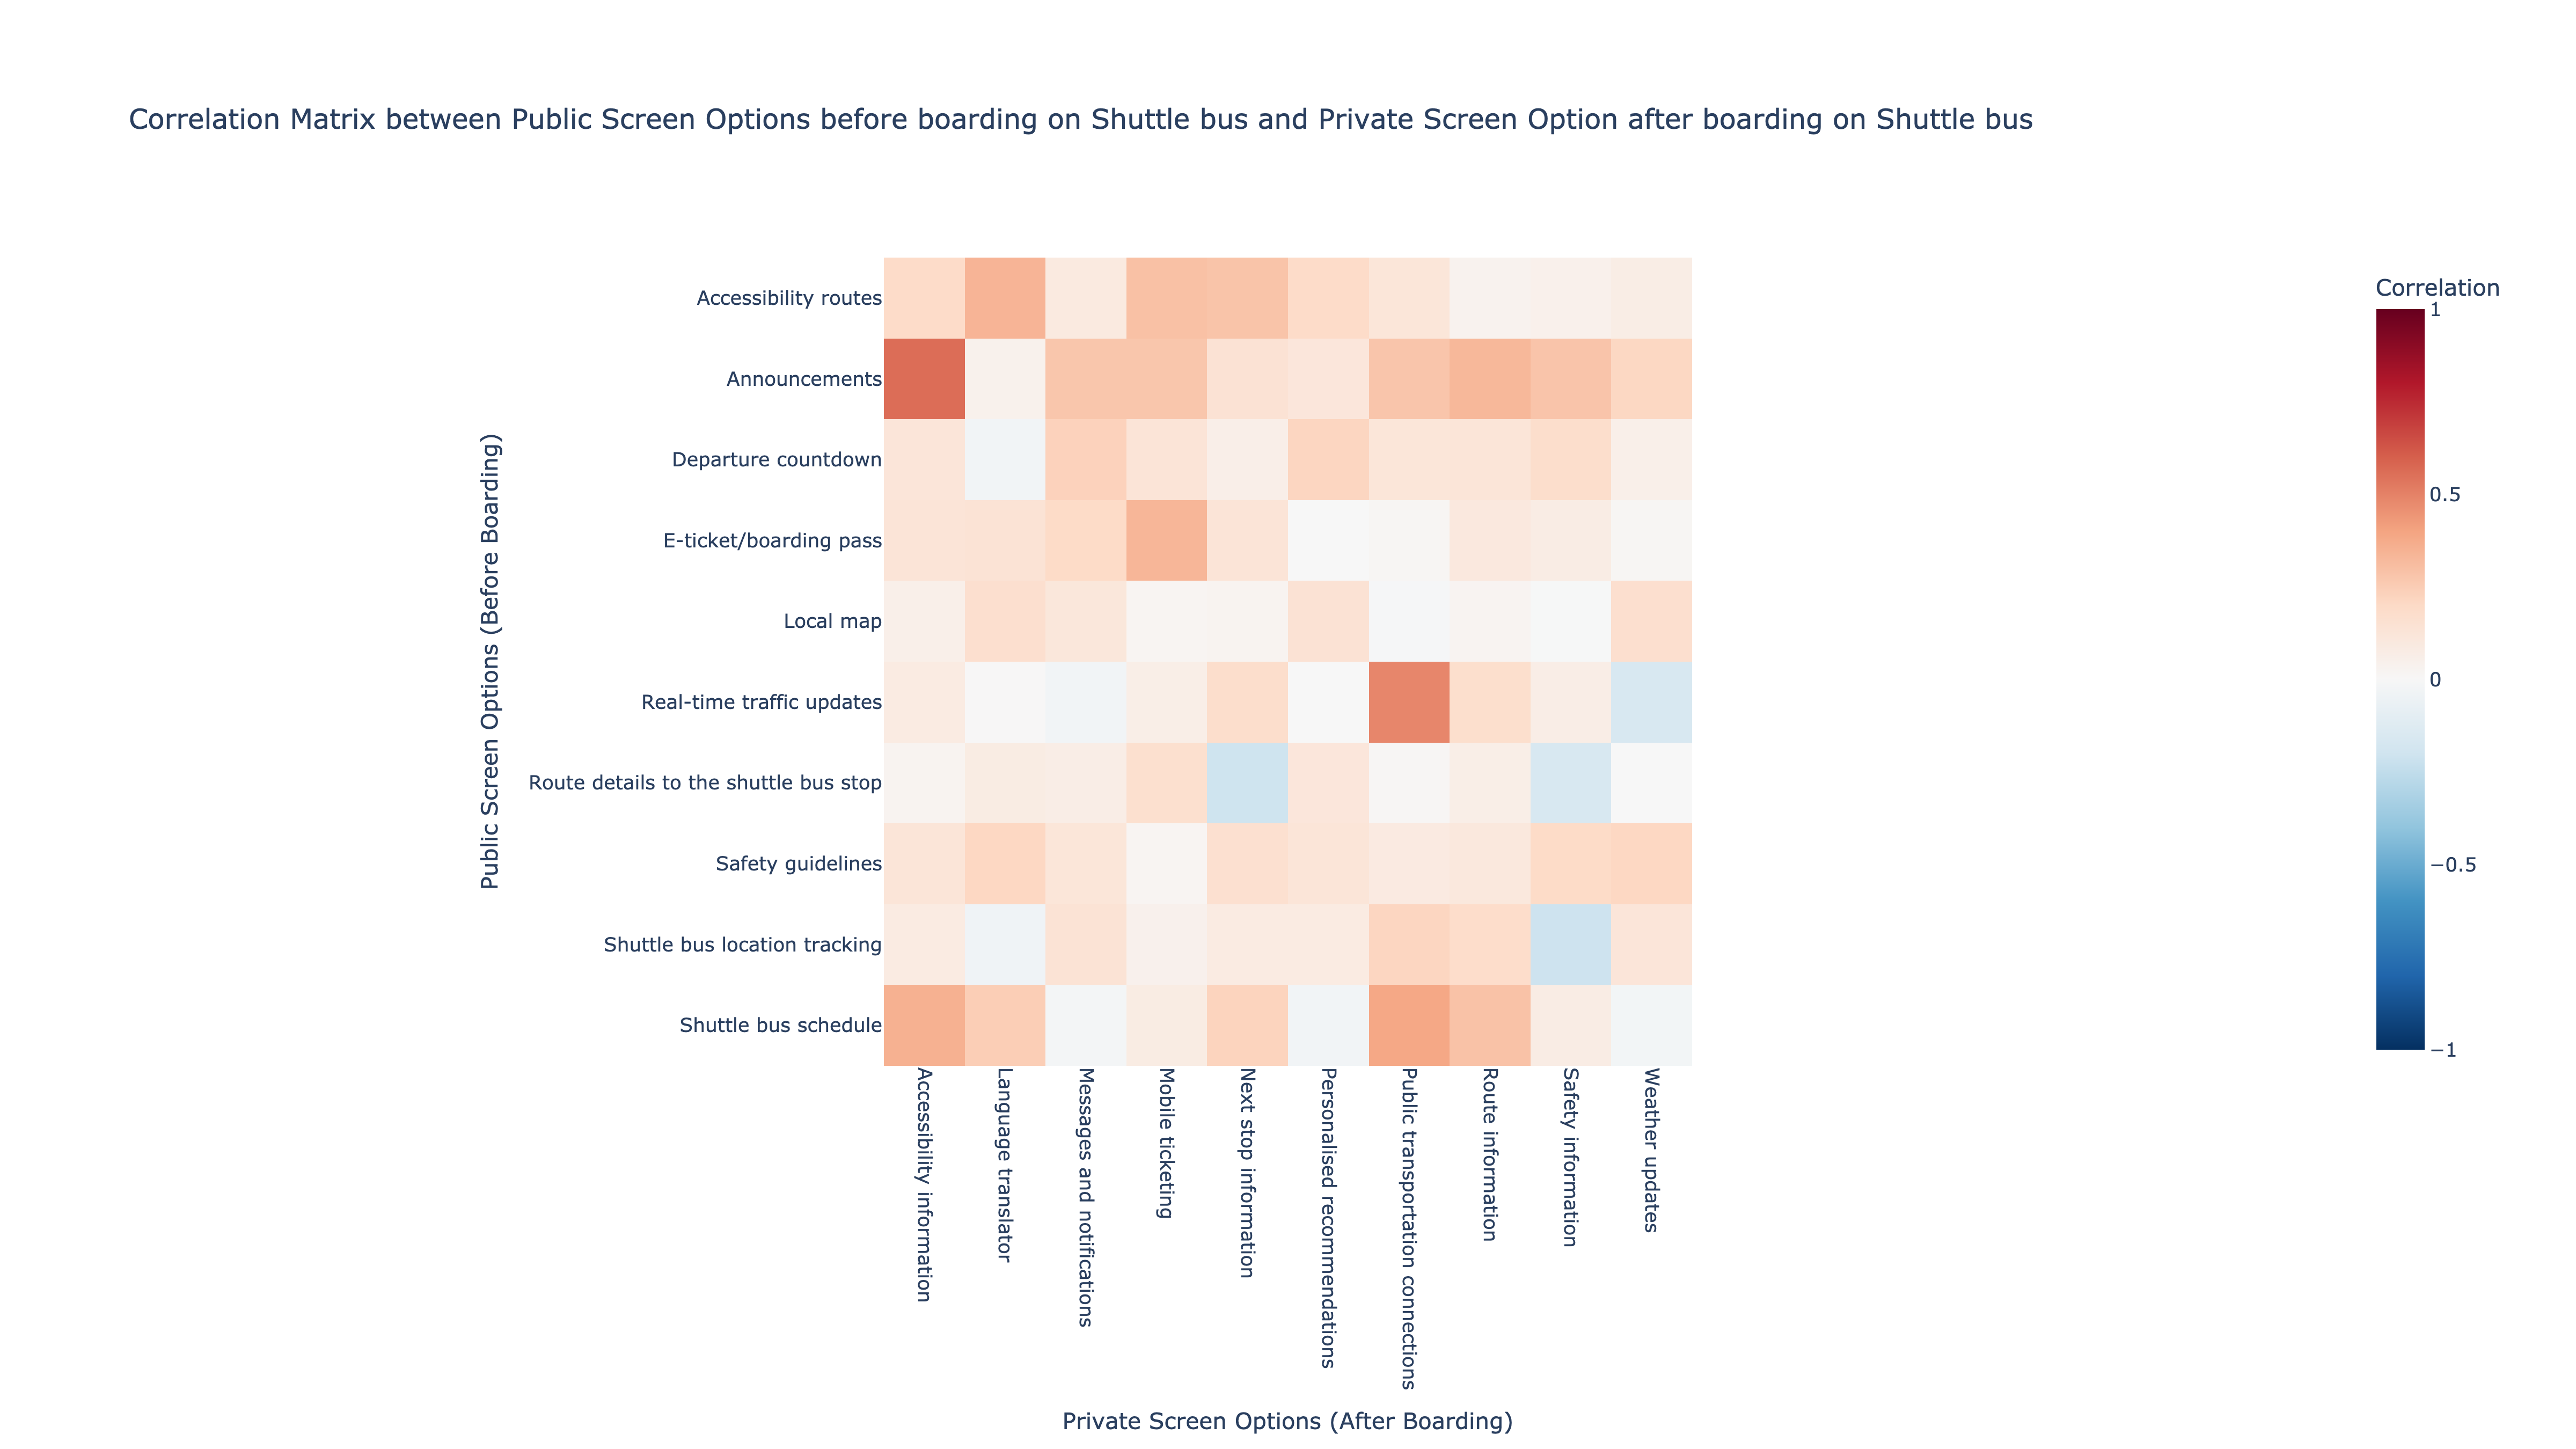 Correlation Matrix between Public Screen Options before boarding on Shuttle bus and Private Screen Option after boarding on Shuttle bus
Public Screen Options (Before Boarding)
Accessibility routes
Announcements
Departure countdown
E-ticket/boarding pass
Local map
Real-time traffic updates
Route details to the shuttle bus stop
Safety guidelines
Shuttle bus location tracking
Shuttle bus schedule
Accessibility information
Language translator
Messages and notifications
Mobile ticketing
Next stop information
Personalised recommendations
Public transportation connections
Route information
Safety information
Weather updates
Private Screen Options (After Boarding)
Correlation
1
0.5
0
−0.5
−1